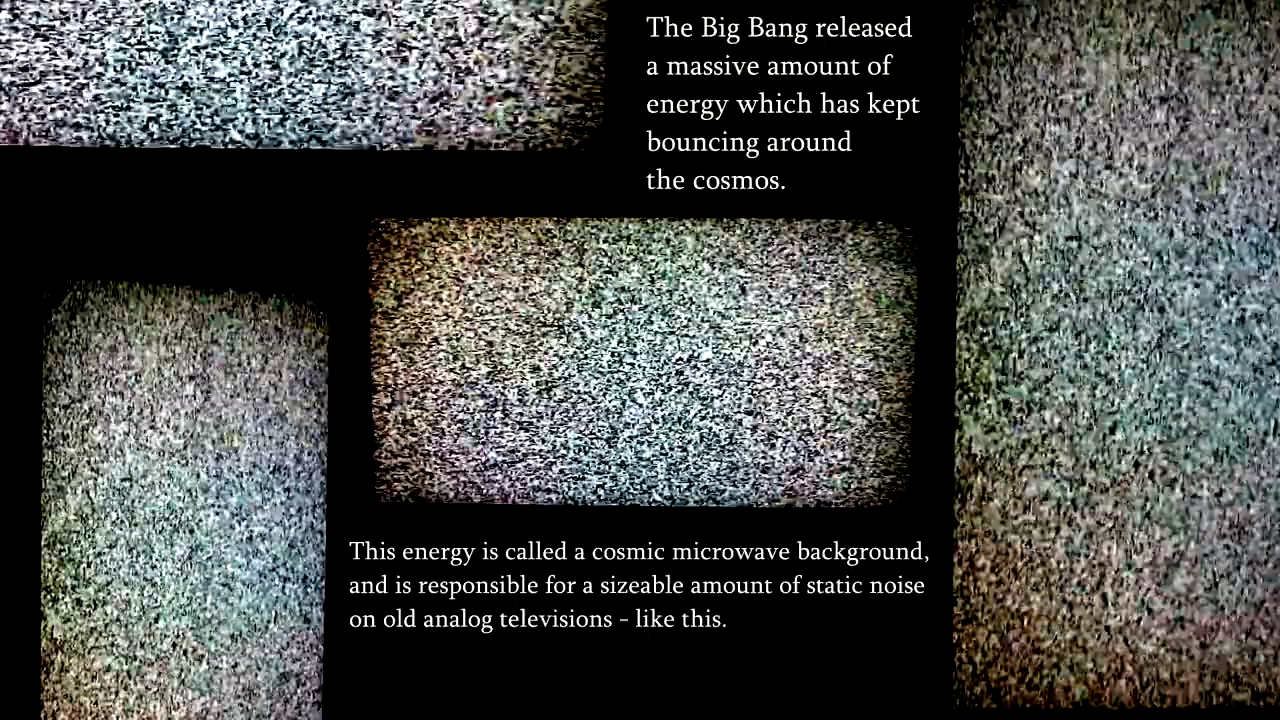 The Big Bang released
a massive amount of
energy which has kept
bouncing around
the cosmos.
This energy is called a cosmic microwave background,
and is responsible for a sizeable amount of static noise
on old analog televisions - like this.